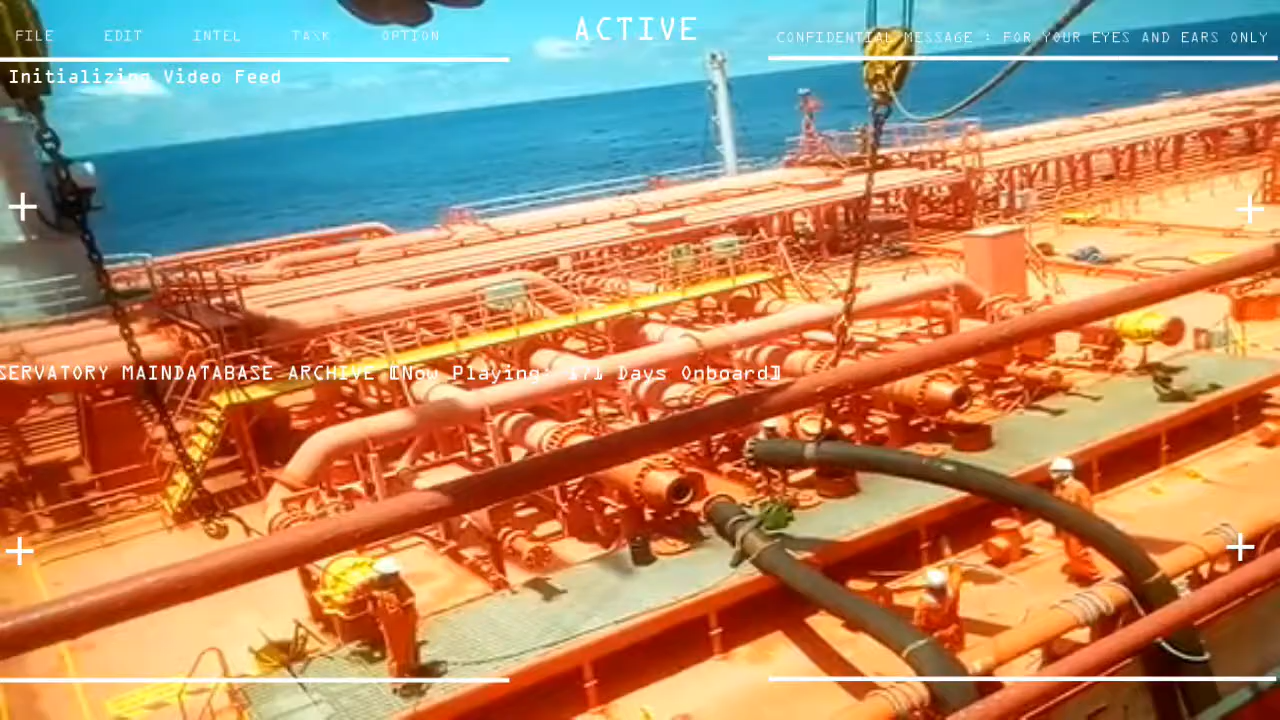 FILE EDIT INTEL TASK OPTION
ACTIVE
CONFIDENTIAL MESSAGE : FOR YOUR EYES AND EARS ONLY
Initializing Video Feed
SERVATORY MAINDATABASE ARCHIVE [Now Playing: 171 Days Onboard]